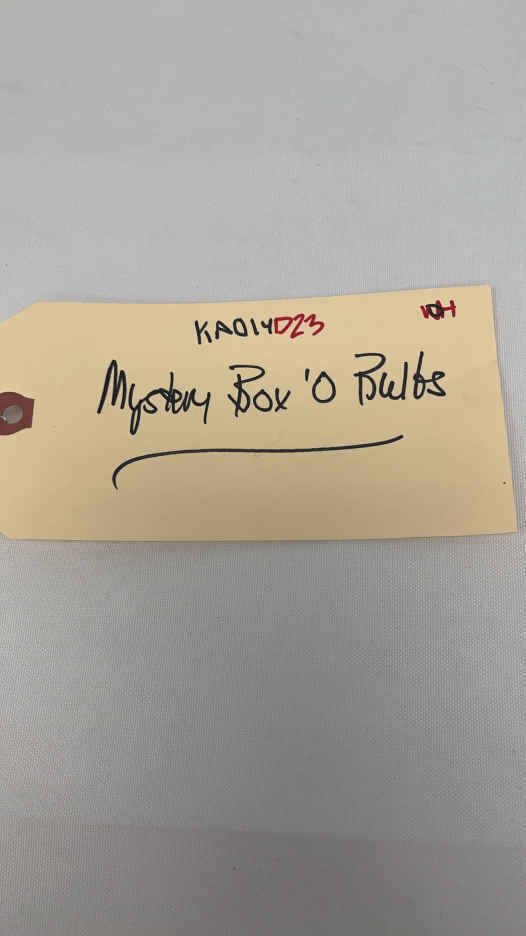 KA014D23 WH
Mystery Box 'O Bulbs